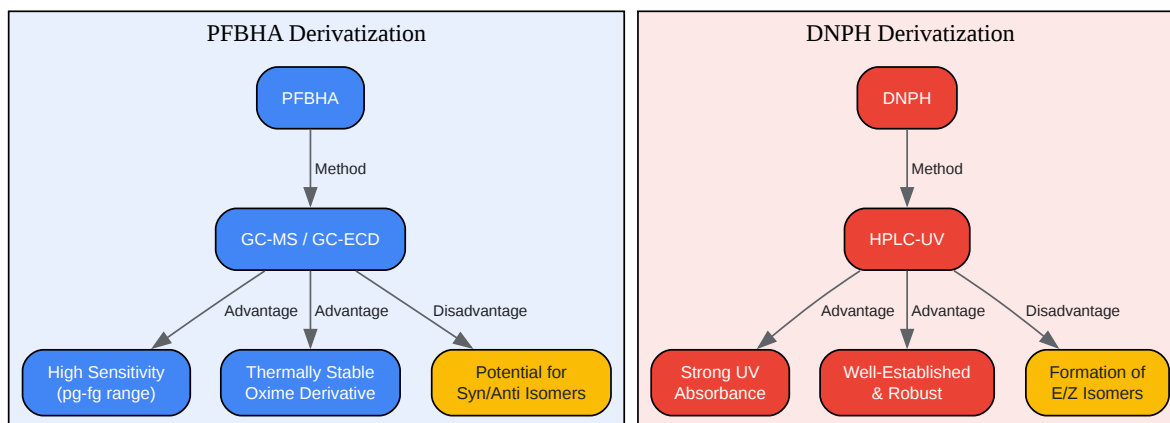 PFBHA Derivatization
PFBHA
Method
GC-MS / GC-ECD
Advantage
Advantage
Disadvantage
High Sensitivity
(pg-fg range)
Thermally Stable
Oxime Derivative
Potential for
Syn/Anti Isomers
DNPH Derivatization
DNPH
Method
HPLC-UV
Advantage
Advantage
Disadvantage
Strong UV
Absorbance
Well-Established
& Robust
Formation of
E/Z Isomers